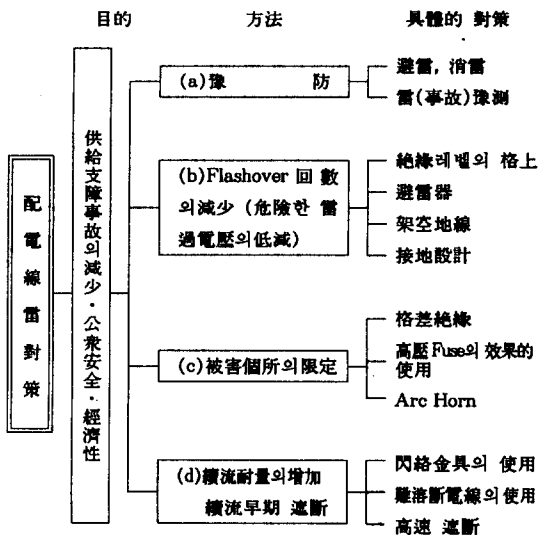 目的 方法 具體的 對策
配電線雷對策
供給支障事故의減少·公衆安全·經濟性
(a)豫 防
避雷, 消雷
雷(事故)豫測
(b)Flashover 回 數
의減少 (危險한 雷
過電壓의低減)
絶緣레벨의 格上
避雷器
架空地線
接地設計
(c)被害個所의限定
格差絶緣
高壓Fuse의 效果的
使用
Arc Horn
(d)續流耐量의增加
續流早期 遮斷
閃絡金具의 使用
難溶斷電線의使用
高速 遮斷